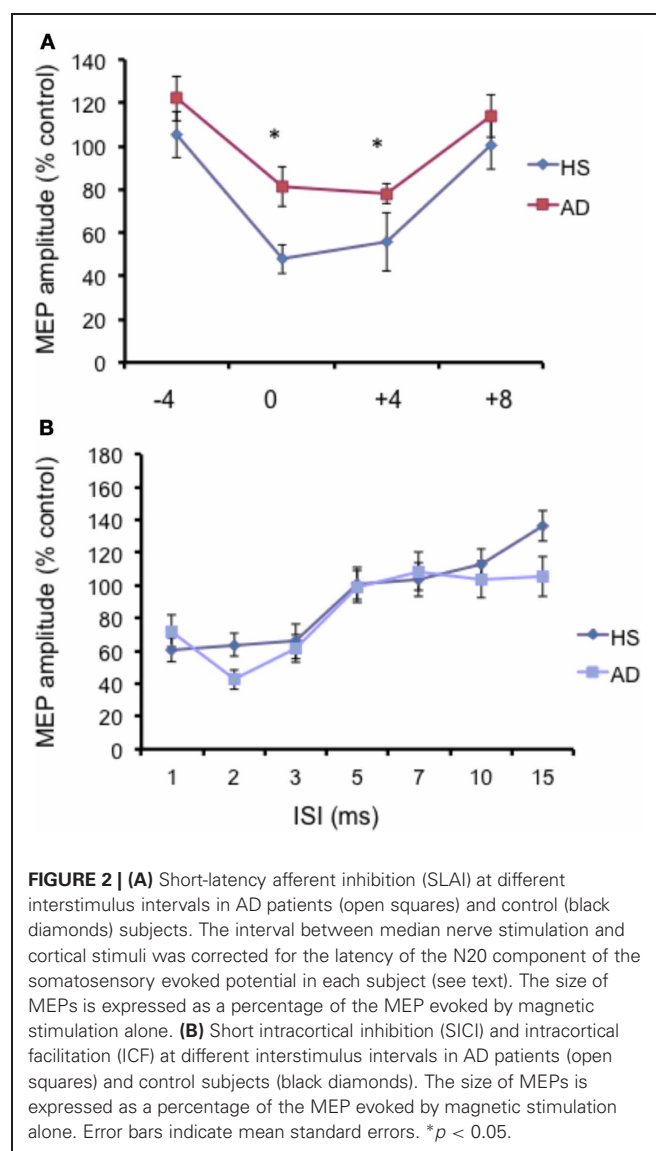 A
MEP amplitude (% control)
140
120
100
80
60
40
20
0
* *
HS
AD
-4 0 +4 +8
B
MEP amplitude (% control)
180
160
140
120
100
80
60
40
20
0
HS
AD
1 2 3 5 7 10 15
ISI (ms)
FIGURE 2 | (A) Short-latency afferent inhibition (SLAI) at different
interstimulus intervals in AD patients (open squares) and control (black
diamonds) subjects. The interval between median nerve stimulation and
cortical stimuli was corrected for the latency of the N20 component of the
somatosensory evoked potential in each subject (see text). The size of
MEPs is expressed as a percentage of the MEP evoked by magnetic
stimulation alone. (B) Short intracortical inhibition (SICI) and intracortical
facilitation (ICF) at different interstimulus intervals in AD patients (open
squares) and control subjects (black diamonds). The size of MEPs is
expressed as a percentage of the MEP evoked by magnetic stimulation
alone. Error bars indicate mean standard errors. *p < 0.05.